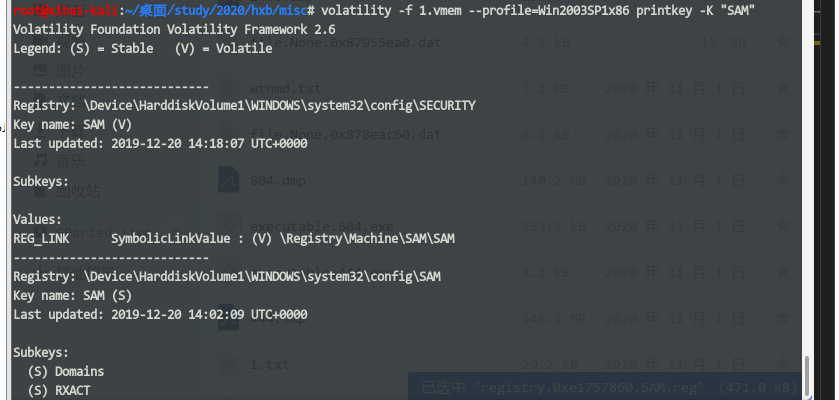 root@mibai-kali:~/桌面/study/2020/hxb/misc# volatility -f 1.vmem --profile=Win2003SP1x86 printkey -K "SAM"
Volatility Foundation Volatility Framework 2.6
file.None.0x87955ea0.dat 4.1 kB 15:36
Legend: (S) = Stable (V) = Volatile
图片
----------------------------
wtnmd.txt 7.1 MB 2020 年 11 月 1 日
Registry: \Device\HarddiskVolume1\WINDOWS\system32\config\SECURITY
Key name: SAM (V)
file.None.0x878eac60.dat 8.2 kB 2020 年 11 月 1 日
Last updated: 2019-12-20 14:18:07 UTC+0000
音乐
Subkeys:
804.dmp 140.2 MB 2020 年 11 月 1 日
回收站
Values:
executable.804.exe 133.1 kB 2020 年 11 月 1 日
REG_LINK SymbolicLinkValue : (V) \Registry\Machine\SAM\SAM
----------------------------
4.1 kB 2020 年 11 月 1 日
Registry: \Device\HarddiskVolume1\WINDOWS\system32\config\SAM
Key name: SAM (S)
Last updated: 2019-12-20 14:02:09 UTC+0000
146.1 MB 2020 年 11 月 1 日
Subkeys:
1.txt 29.2 kB 2020 年 11 月 1 日
(S) Domains
(S) RXACT
已选中 "registry.0xe1757860.SAM.reg" (471.0 kB)